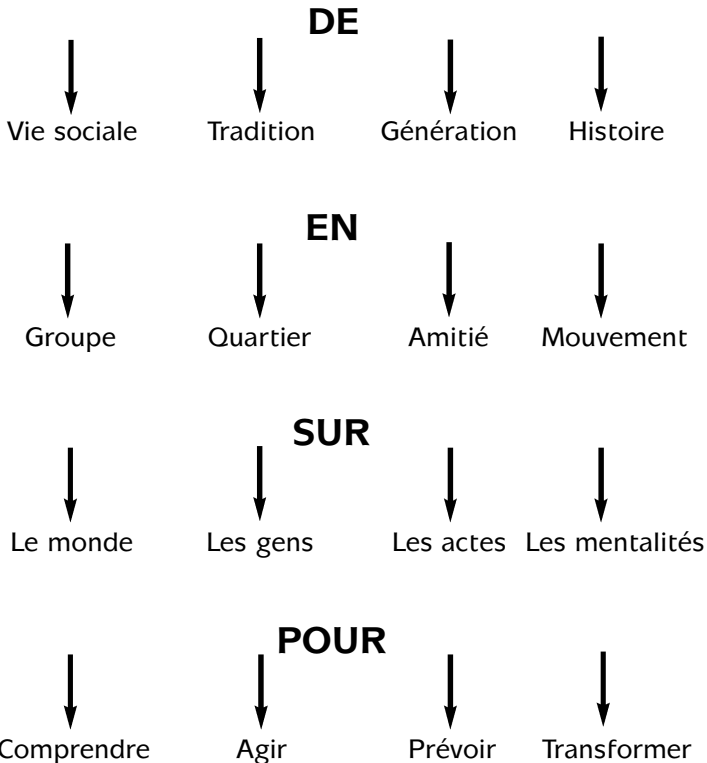 DE
Vie sociale Tradition Génération Histoire
EN
Groupe Quartier Amitié Mouvement
SUR
Le monde Les gens Les actes Les mentalités
POUR
Comprendre Agir Prévoir Transformer